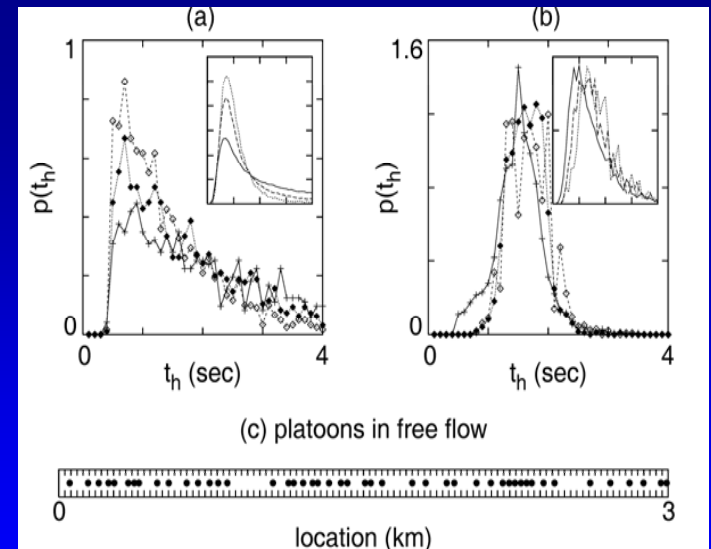 (a)
(b)
1
p(t_h)
0
0
4
t_h (sec)
1.6
p(t_h)
0
0
4
t_h (sec)
(c) platoons in free flow
0
3
location (km)